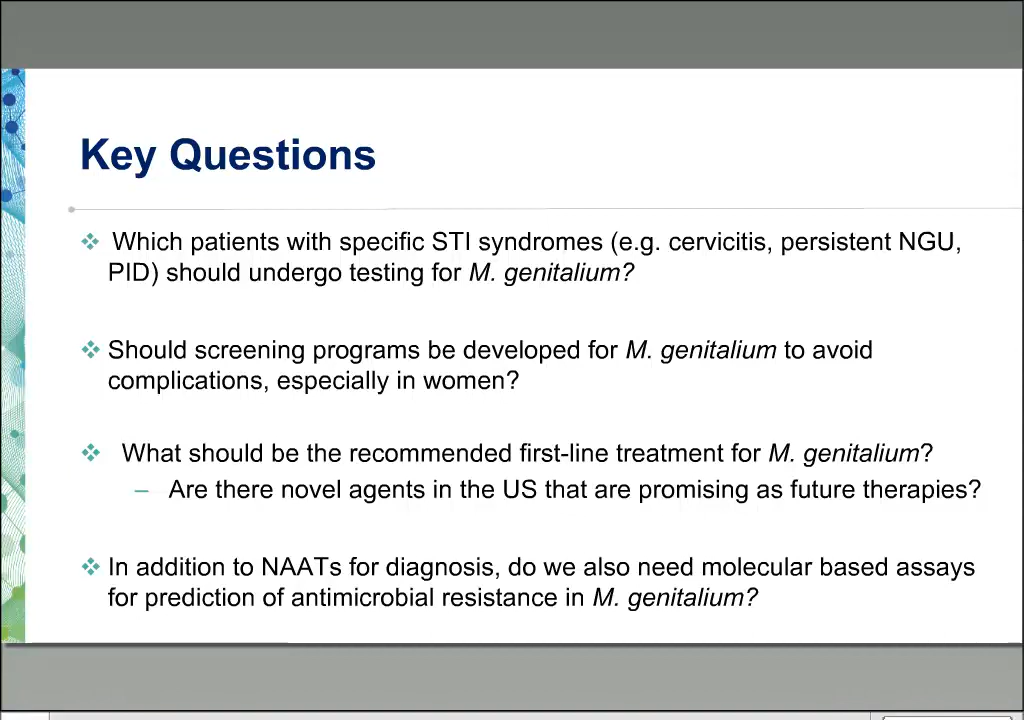 Key Questions
Which patients with specific STI syndromes (e.g. cervicitis, persistent NGU,
PID) should undergo testing for M. genitalium?
Should screening programs be developed for M. genitalium to avoid
complications, especially in women?
What should be the recommended first-line treatment for M. genitalium?
– Are there novel agents in the US that are promising as future therapies?
In addition to NAATs for diagnosis, do we also need molecular based assays
for prediction of antimicrobial resistance in M. genitalium?